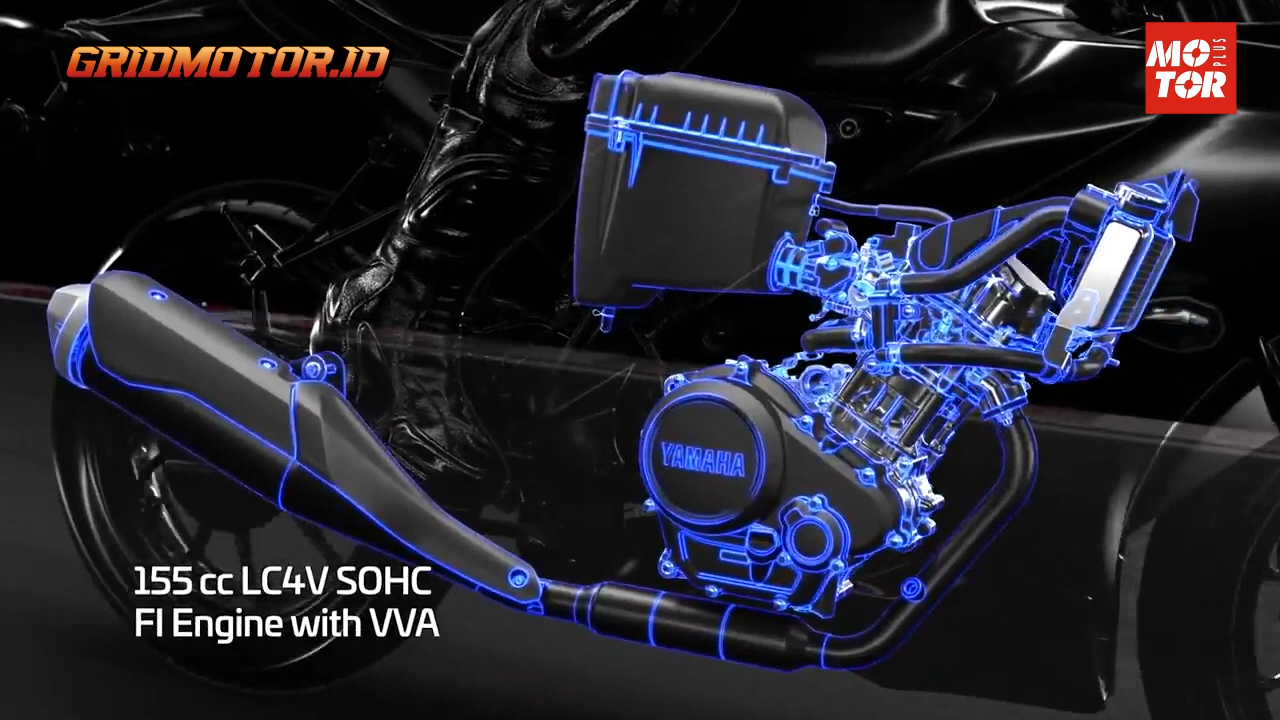 GRIDMOTOR.ID
MOTOR PLUS
YAMAHA
155 cc LC4V SOHC
FI Engine with VVA